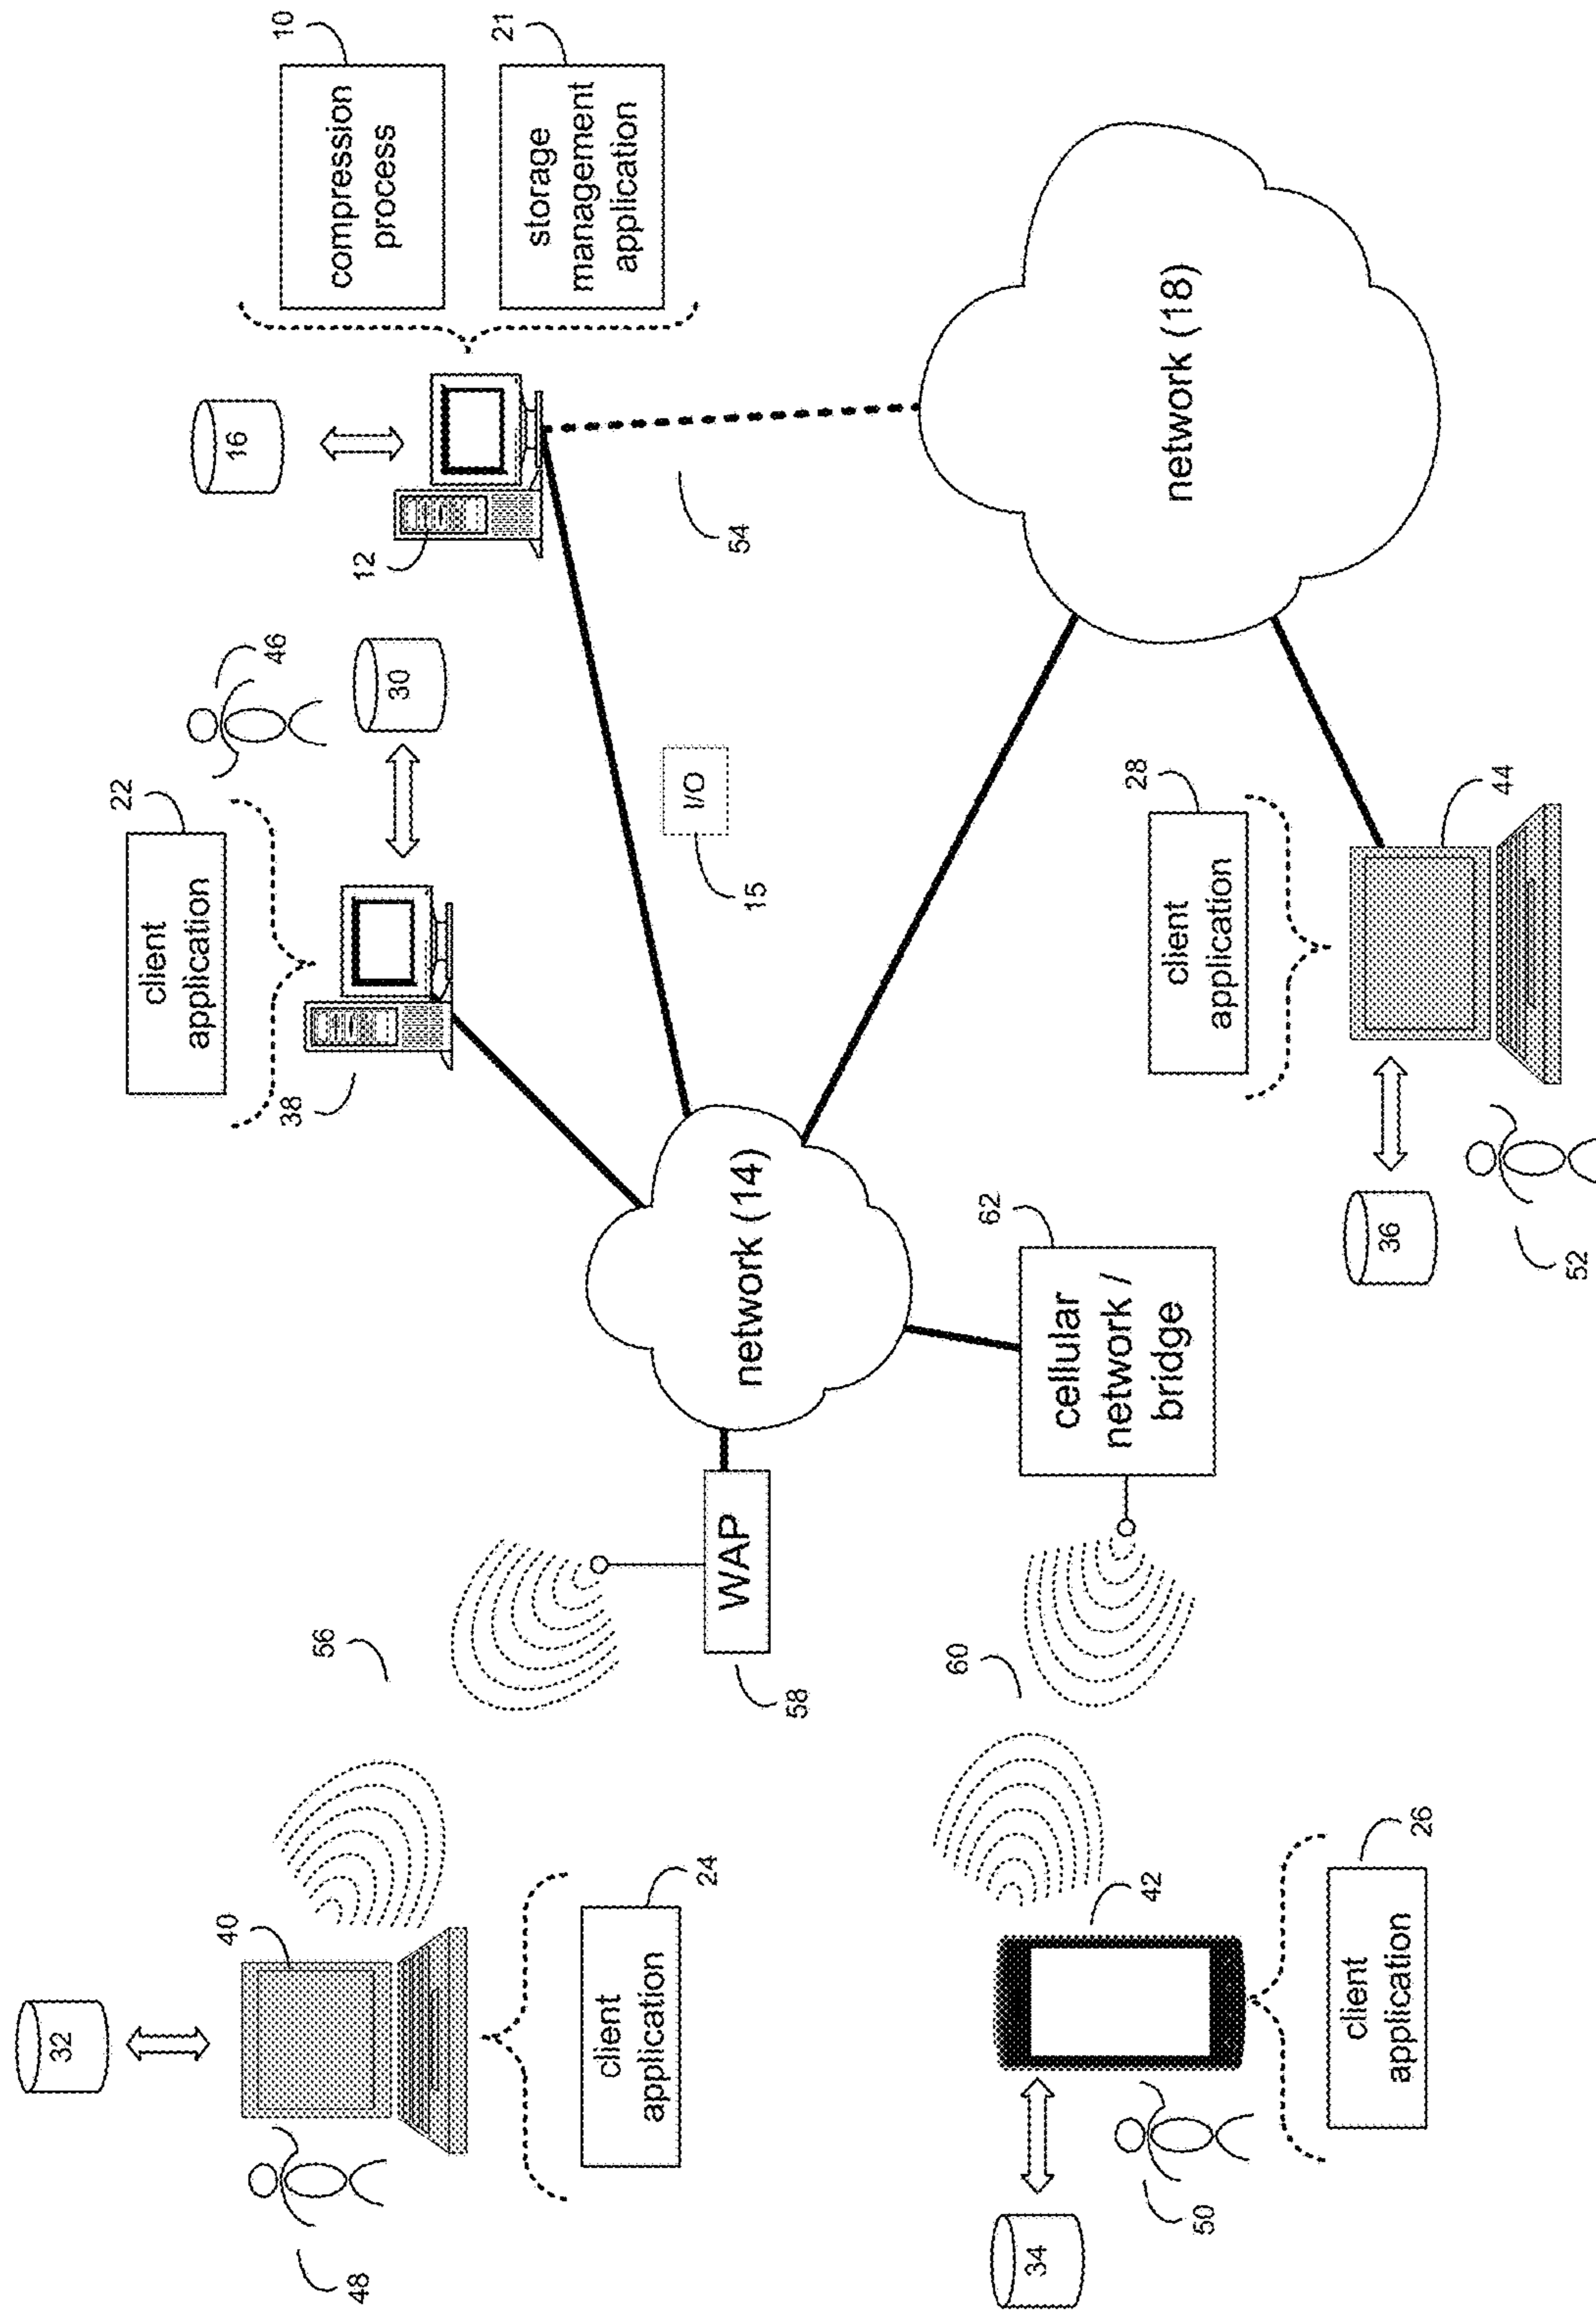 32
40
48
client
application
24
56
WAP
58
client
application
22
38
46
30
16
12
compression
process
10
storage
management
application
21
I/O
15
54
network (14)
network (18)
34
42
50
client
application
26
60
cellular
network /
bridge
62
client
application
28
36
44
52